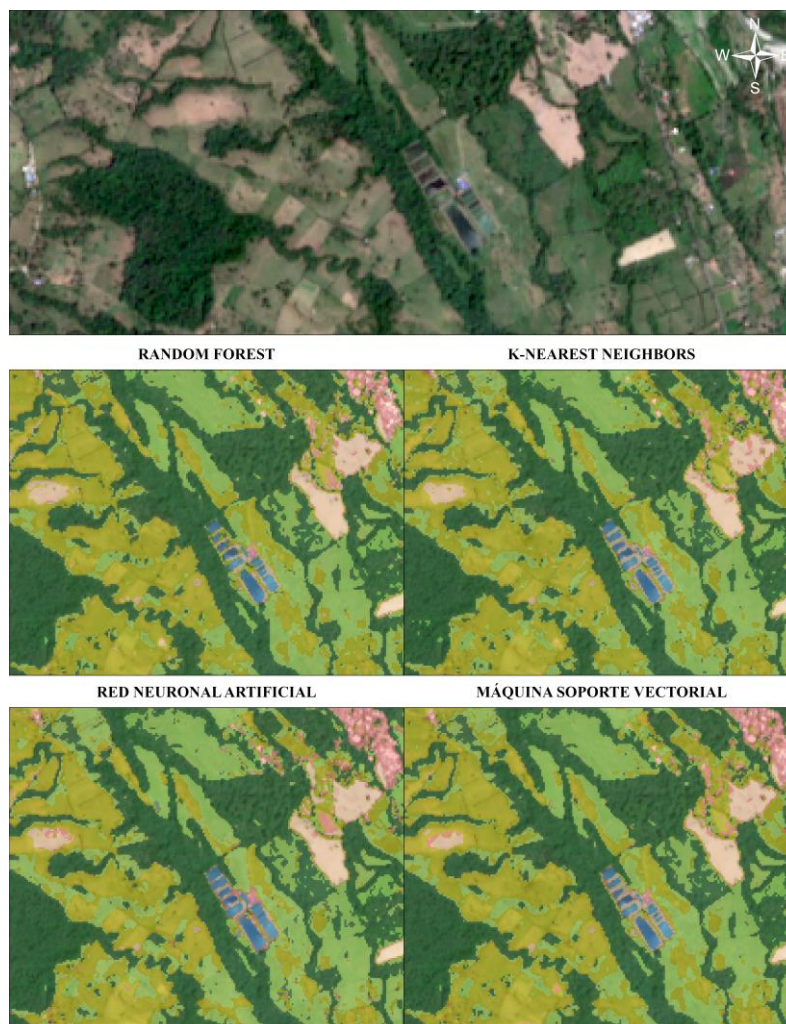 N
W
E
S
RANDOM FOREST
K-NEAREST NEIGHBORS
RED NEURONAL ARTIFICIAL
MÁQUINA SOPORTE VECTORIAL